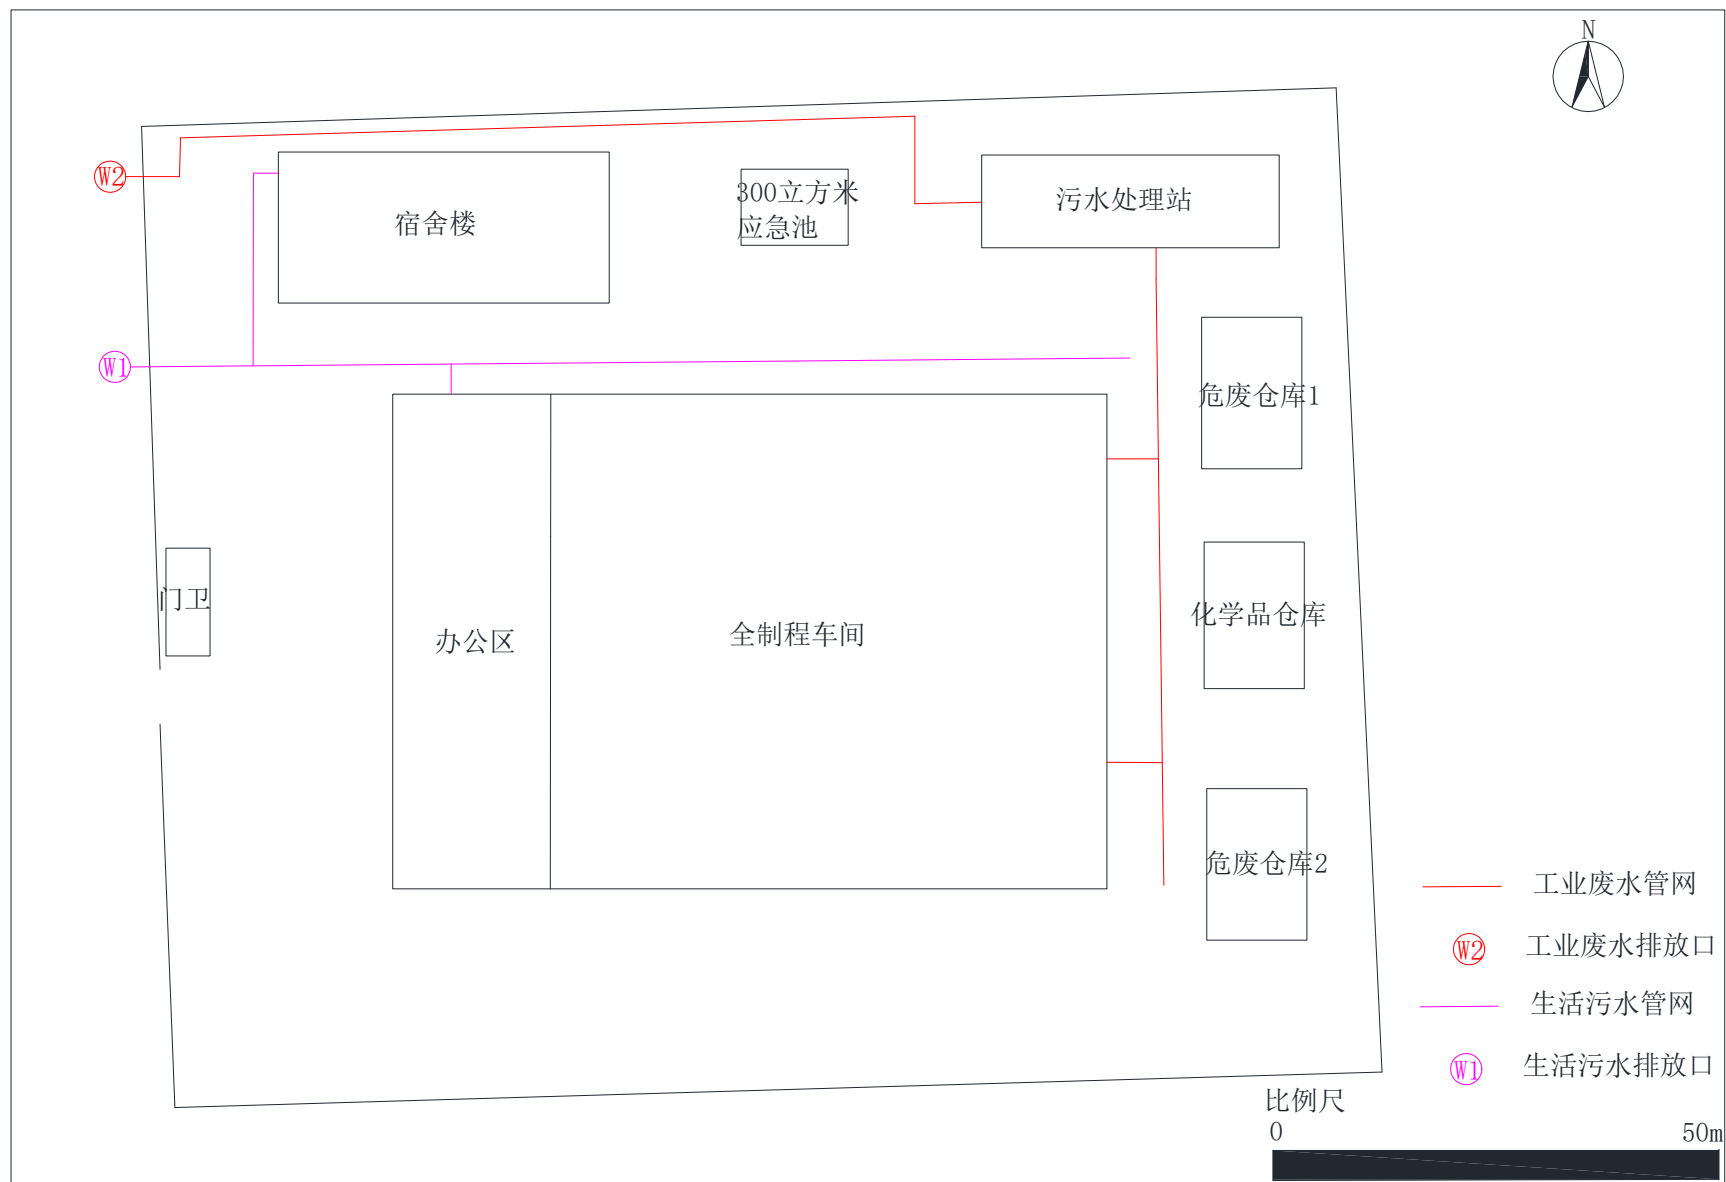 N
W2
300立方米
应急池
污水处理站
宿舍楼
W1
危废仓库1
门卫
办公区
全制程车间
化学品仓库
危废仓库2
工业废水管网
W2 工业废水排放口
生活污水管网
W1 生活污水排放口
比例尺
0 50m